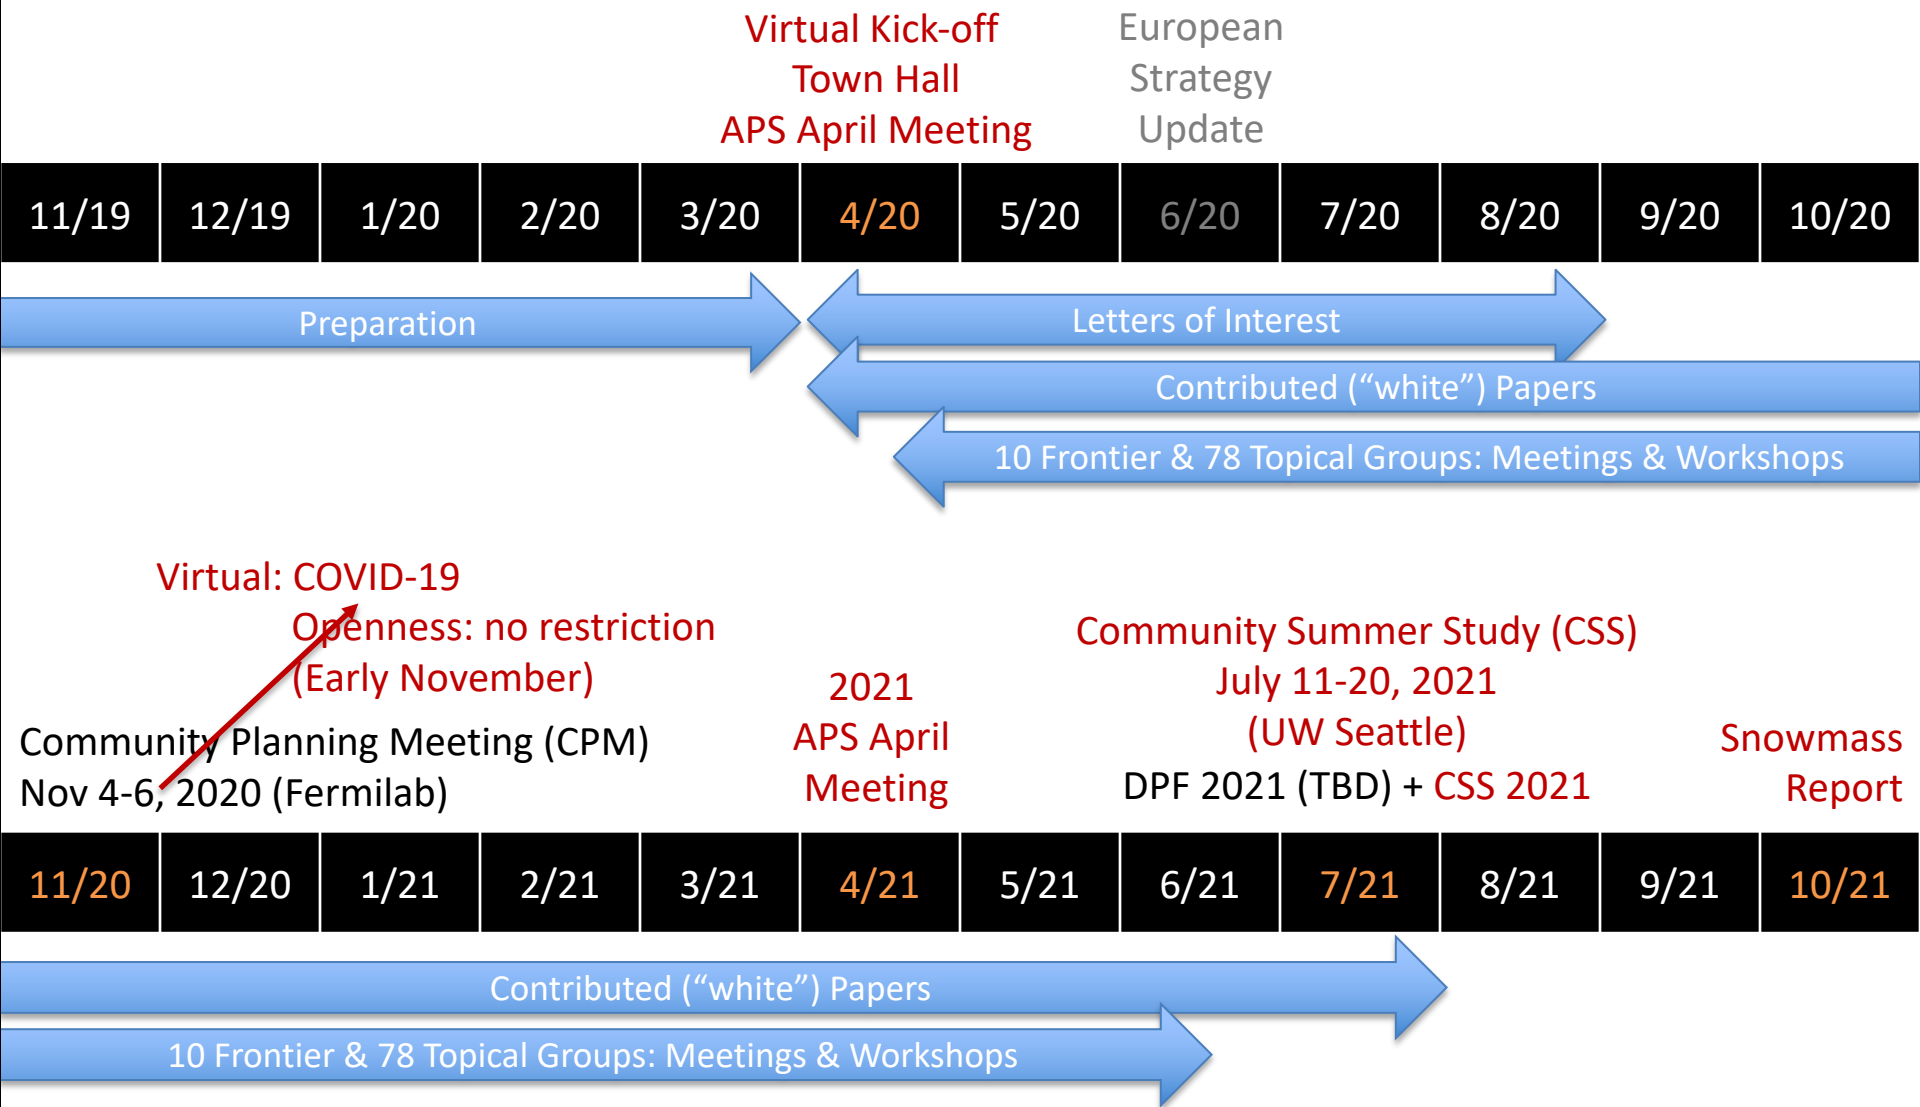 Virtual Kick-off
Town Hall
APS April Meeting
European
Strategy
Update
11/19 12/19 1/20 2/20 3/20 4/20 5/20 6/20 7/20 8/20 9/20 10/20
Preparation
Letters of Interest
Contributed (“white”) Papers
10 Frontier & 78 Topical Groups: Meetings & Workshops
Virtual: COVID-19
Openness: no restriction
(Early November)
Community Planning Meeting (CPM)
Nov 4-6, 2020 (Fermilab)
2021
APS April
Meeting
Community Summer Study (CSS)
July 11-20, 2021
(UW Seattle)
DPF 2021 (TBD) + CSS 2021
Snowmass
Report
11/20 12/20 1/21 2/21 3/21 4/21 5/21 6/21 7/21 8/21 9/21 10/21
Contributed (“white”) Papers
10 Frontier & 78 Topical Groups: Meetings & Workshops